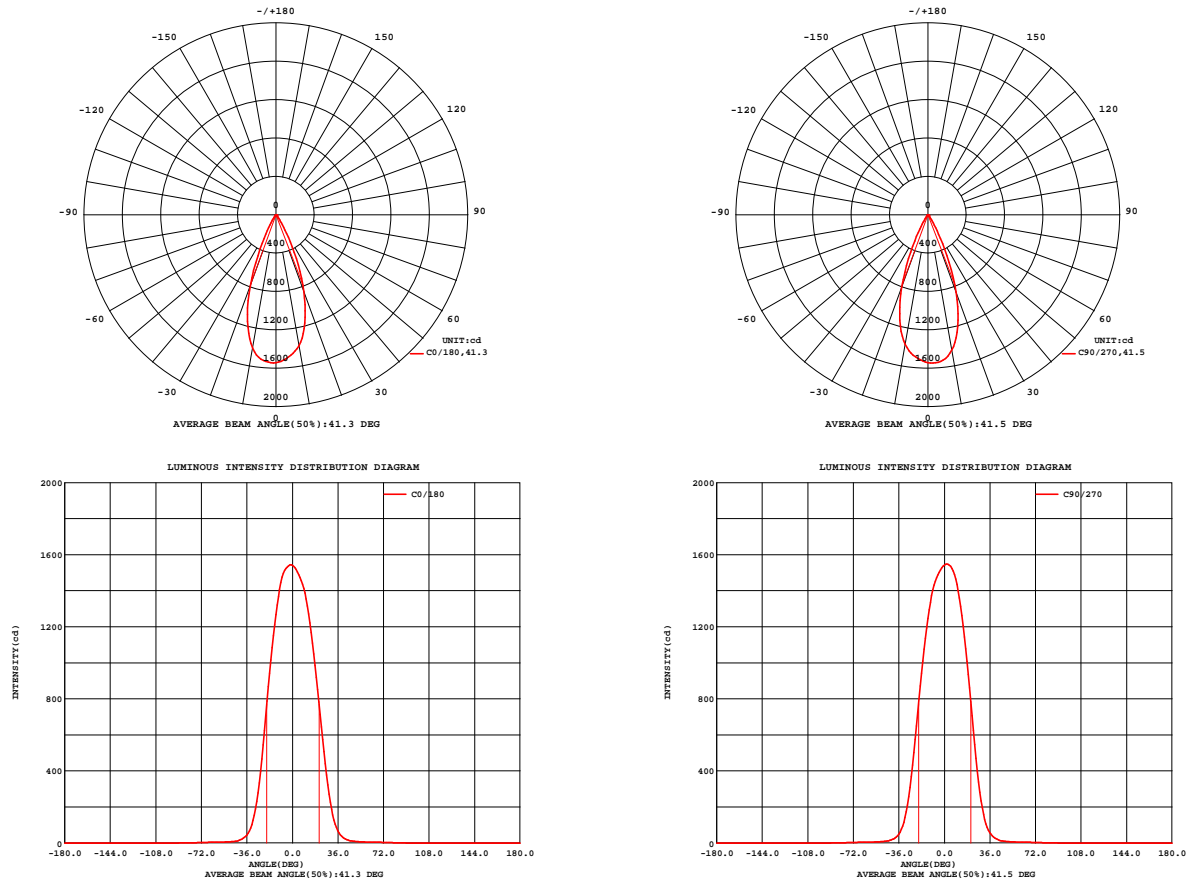 -/+180
-150 150
-120 120
-90 0 90
400
800
-60 1200 60
UNIT:cd
1600 C0/180,41.3
-30 30
2000
0
AVERAGE BEAM ANGLE(50%):41.3 DEG
-/+180
-150 150
-120 120
-90 0 90
400
800
-60 1200 60
UNIT:cd
1600 C90/270,41.5
-30 30
2000
0
AVERAGE BEAM ANGLE(50%):41.5 DEG
LUMINOUS INTENSITY DISTRIBUTION DIAGRAM
2000
C0/180
1600
1200
INTENSITY(cd)
800
400
0
-180.0 -144.0 -108.0 -72.0 -36.0 0.0 36.0 72.0 108.0 144.0 180.0
ANGLE(DEG)
AVERAGE BEAM ANGLE(50%):41.3 DEG
LUMINOUS INTENSITY DISTRIBUTION DIAGRAM
2000
C90/270
1600
1200
INTENSITY(cd)
800
400
0
-180.0 -144.0 -108.0 -72.0 -36.0 0.0 36.0 72.0 108.0 144.0 180.0
ANGLE(DEG)
AVERAGE BEAM ANGLE(50%):41.5 DEG